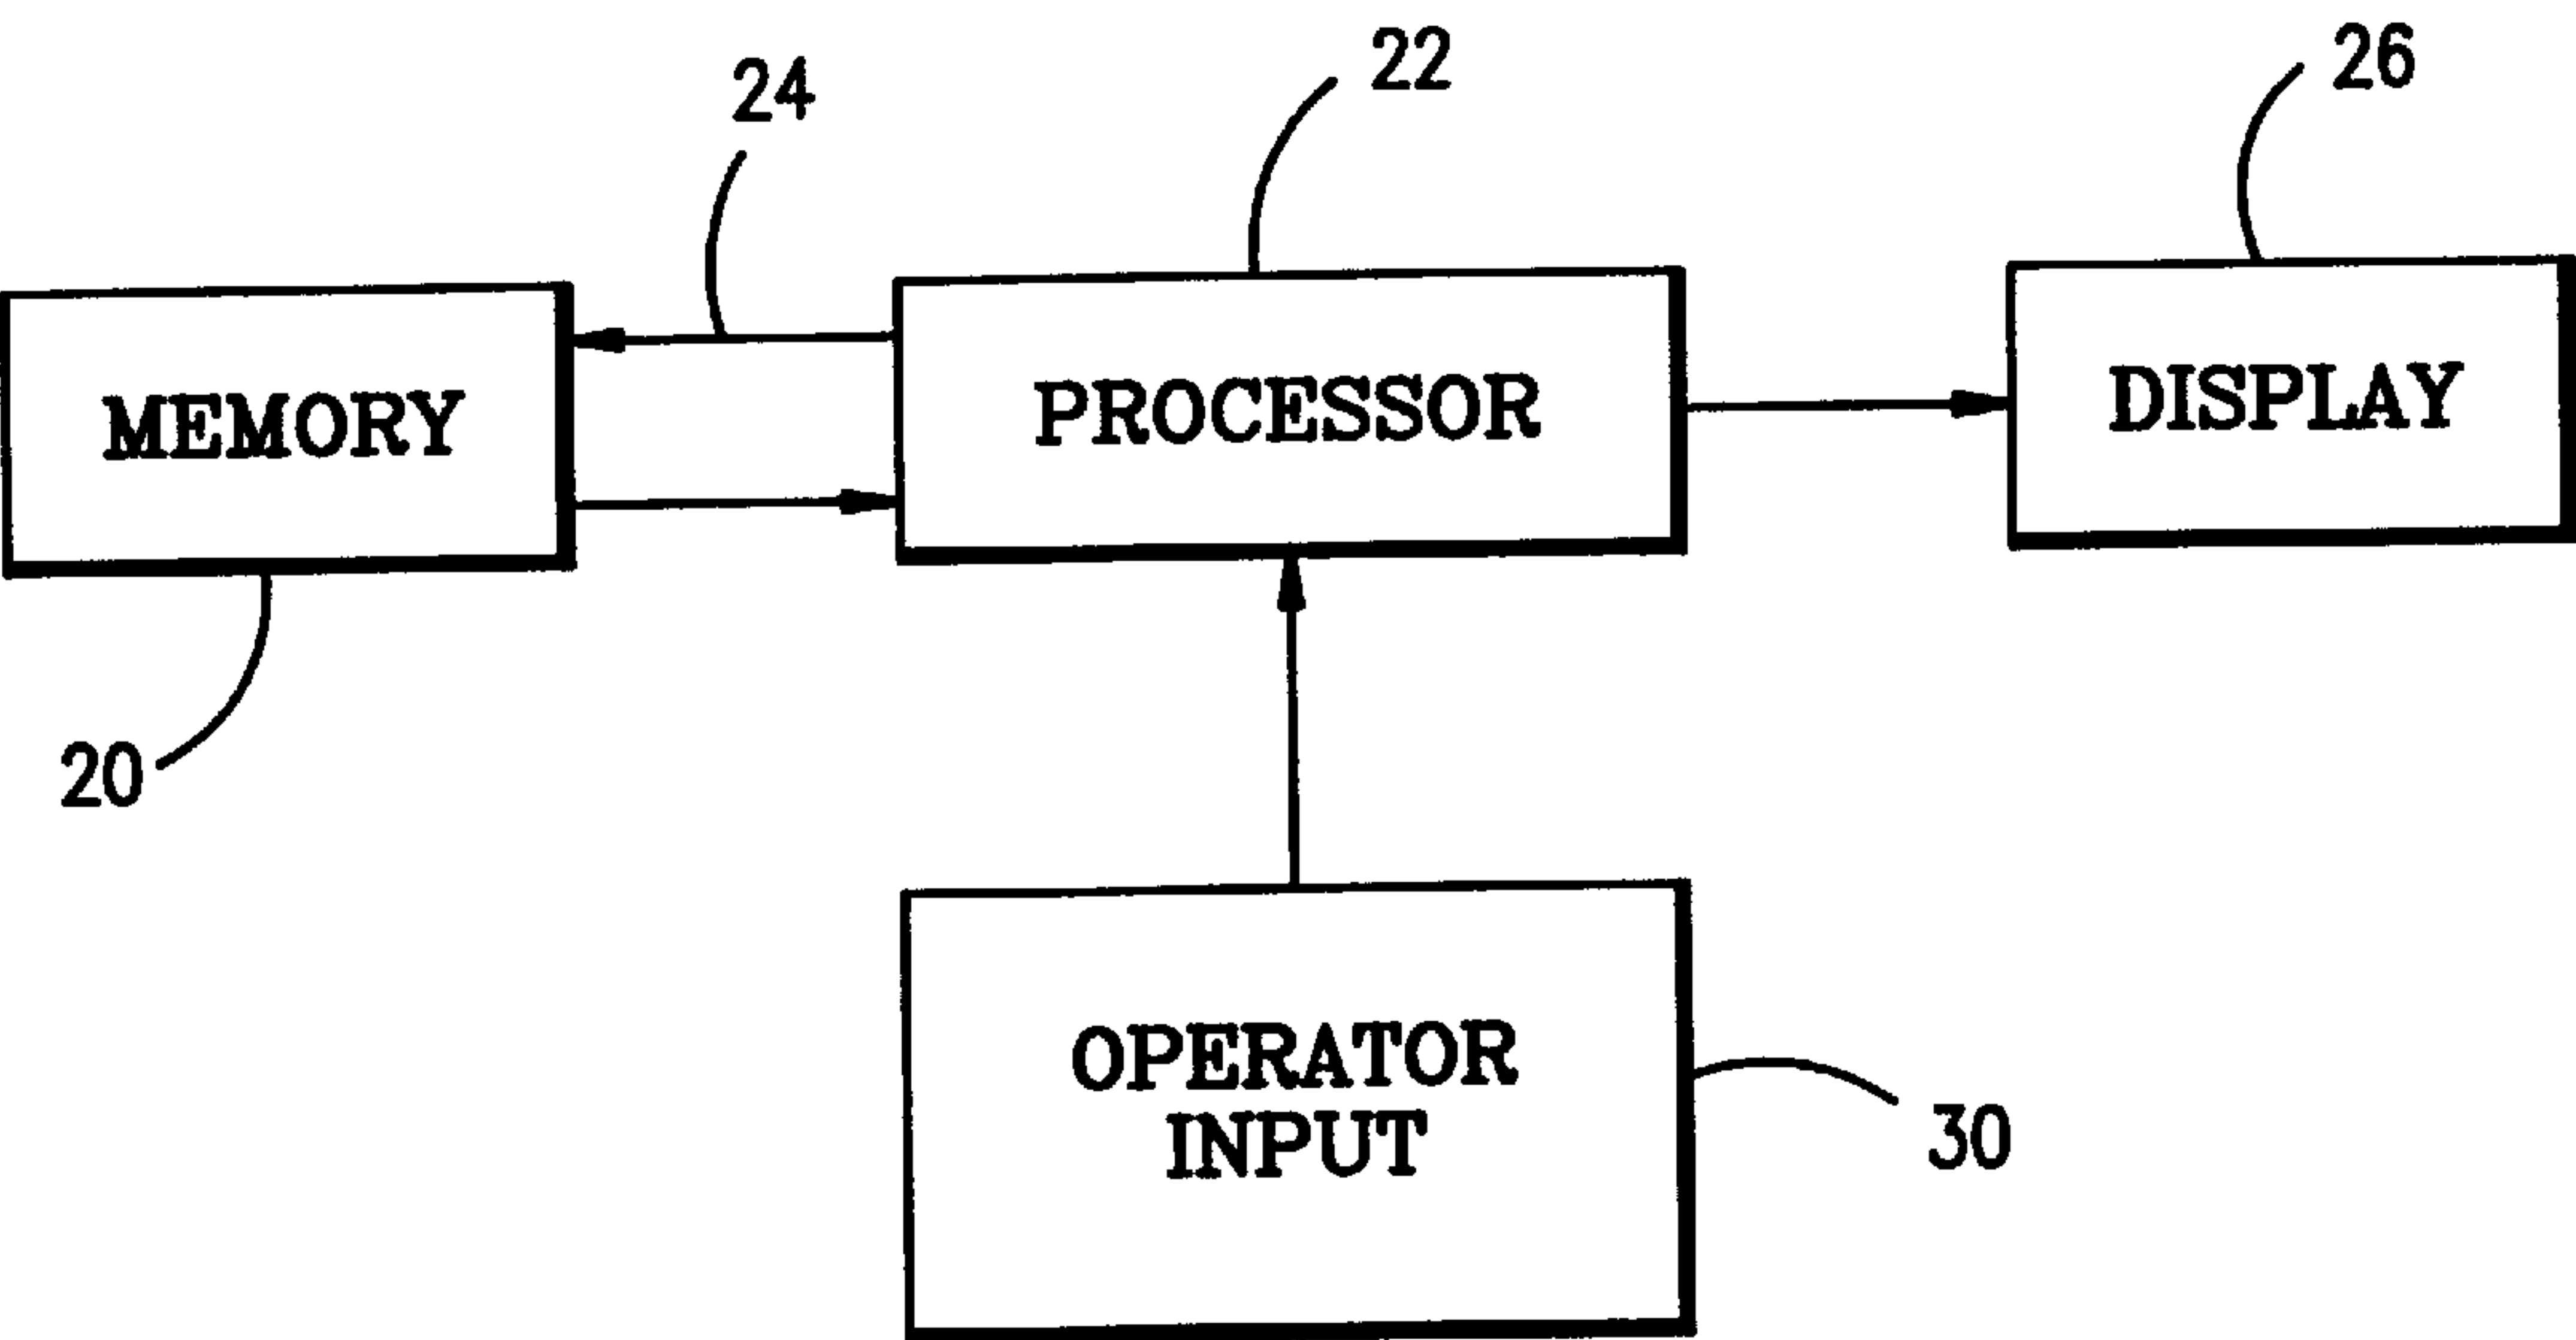 24
22
26
MEMORY
PROCESSOR
DISPLAY
20
OPERATOR
INPUT
30